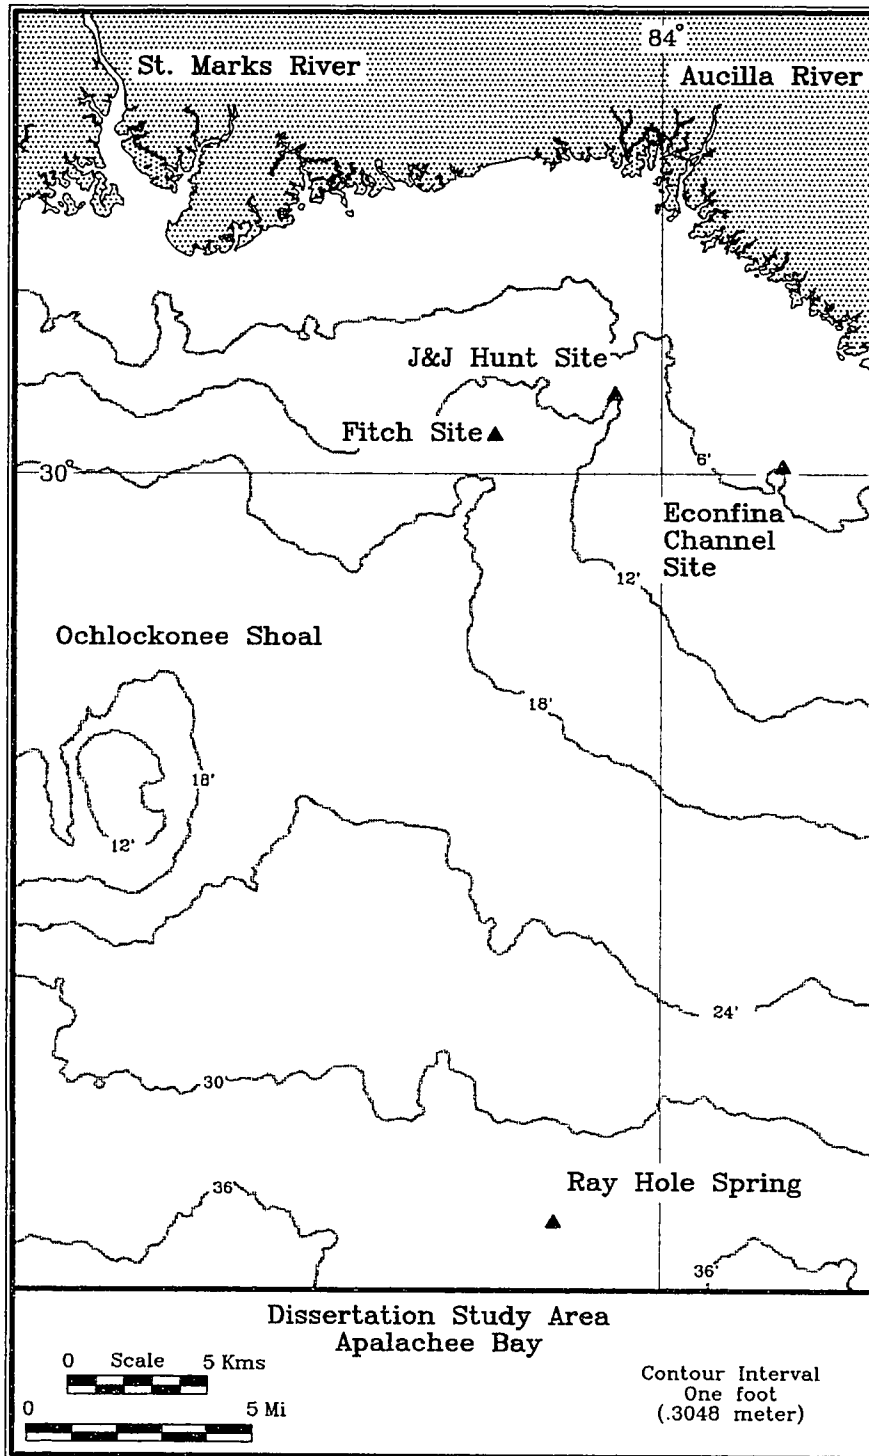 84°
St. Marks River
Aucilla River
J&J Hunt Site
Fitch Site
6'
30°
Econfina
Channel
Site
12'
Ochlockonee Shoal
18'
18'
12'
24'
30'
Ray Hole Spring
36'
36'
Dissertation Study Area
Apalachee Bay
0 Scale 5 Kms
Contour Interval
One foot
(.3048 meter)
0 5 Mi